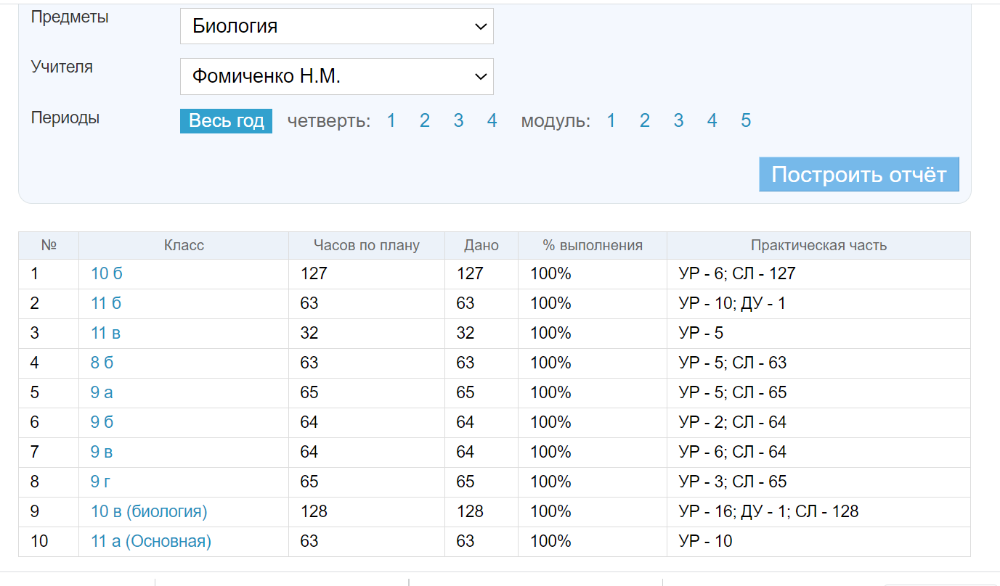 Предметы Биология
Учителя Фомиченко Н.М.
Периоды Весь год четверть: 1 2 3 4 модуль: 1 2 3 4 5
Построить отчёт
№ Класс Часов по плану Дано % выполнения Практическая часть
1 10 б 127 127 100% УР - 6; СЛ - 127
2 11 б 63 63 100% УР - 10; ДУ - 1
3 11 в 32 32 100% УР - 5
4 8 б 63 63 100% УР - 5; СЛ - 63
5 9 а 65 65 100% УР - 5; СЛ - 65
6 9 б 64 64 100% УР - 2; СЛ - 64
7 9 в 64 64 100% УР - 6; СЛ - 64
8 9 г 65 65 100% УР - 3; СЛ - 65
9 10 в (биология) 128 128 100% УР - 16; ДУ - 1; СЛ - 128
10 11 а (Основная) 63 63 100% УР - 10